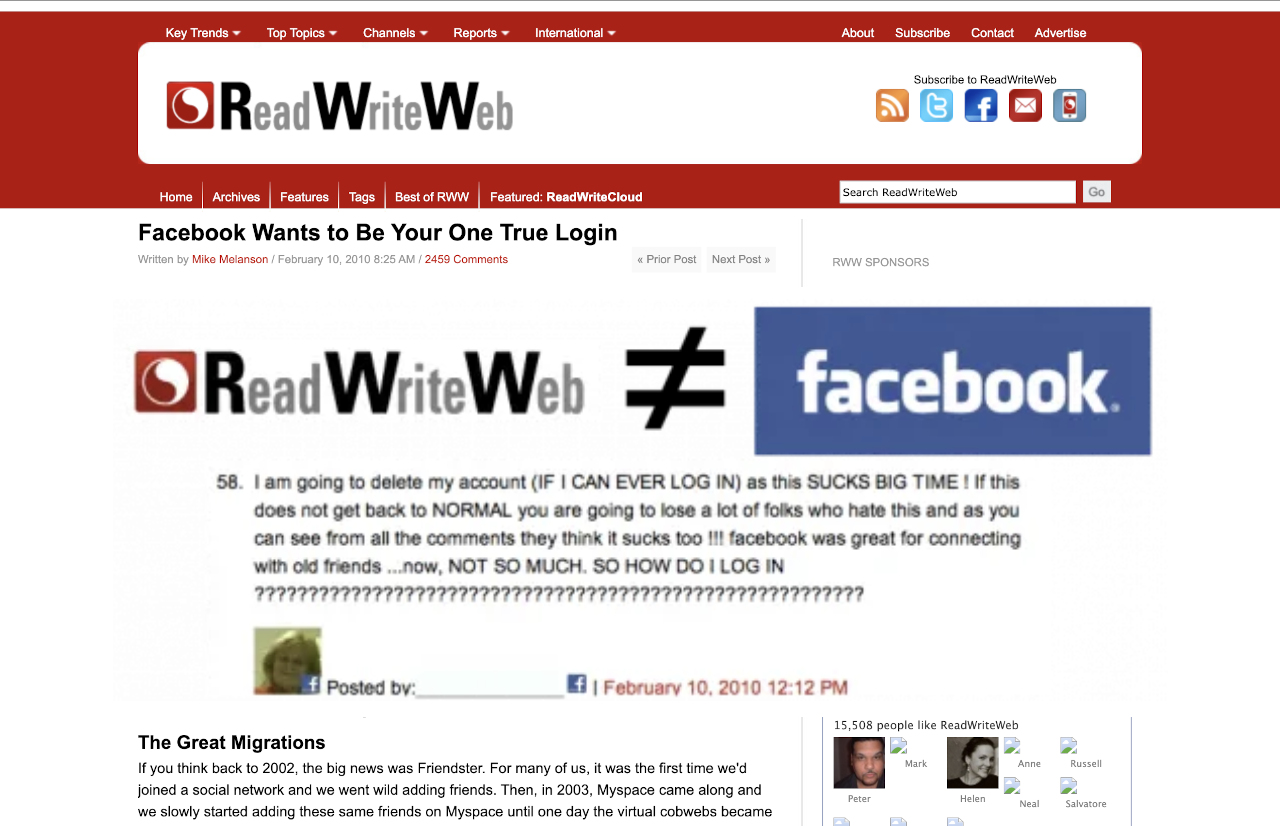 Key Trends Top Topics Channels Reports International About Subscribe Contact Advertise
ReadWriteWeb
Subscribe to ReadWriteWeb
Home Archives Features Tags Best of RWW Featured: ReadWriteCloud
Search ReadWriteWeb Go
Facebook Wants to Be Your One True Login
Written by Mike Melanson / February 10, 2010 8:25 AM / 2459 Comments
« Prior Post Next Post »
RWW SPONSORS
ReadWriteWeb ≠ facebook.
58. I am going to delete my account (IF I CAN EVER LOG IN) as this SUCKS BIG TIME ! If this
does not get back to NORMAL you are going to lose a lot of folks who hate this and as you
can see from all the comments they think it sucks too !!! facebook was great for connecting
with old friends ...now, NOT SO MUCH. SO HOW DO I LOG IN
????????????????????????????????????????????????????????
Posted by: | February 10, 2010 12:12 PM
The Great Migrations
If you think back to 2002, the big news was Friendster. For many of us, it was the first time we'd
joined a social network and we went wild adding friends. Then, in 2003, Myspace came along and
we slowly started adding these same friends on Myspace until one day the virtual cobwebs became
15,508 people like ReadWriteWeb
Peter
Mark
Helen
Anne
Russell
Neal
Salvatore